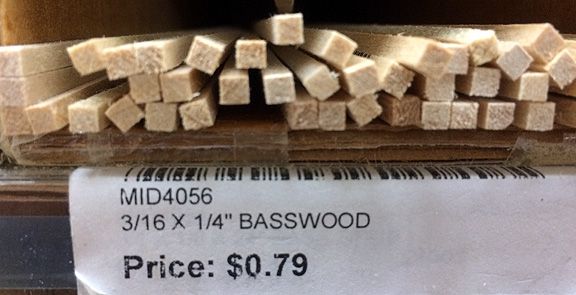 MID4056
3/16 X 1/4" BASSWOOD
Price: $0.79